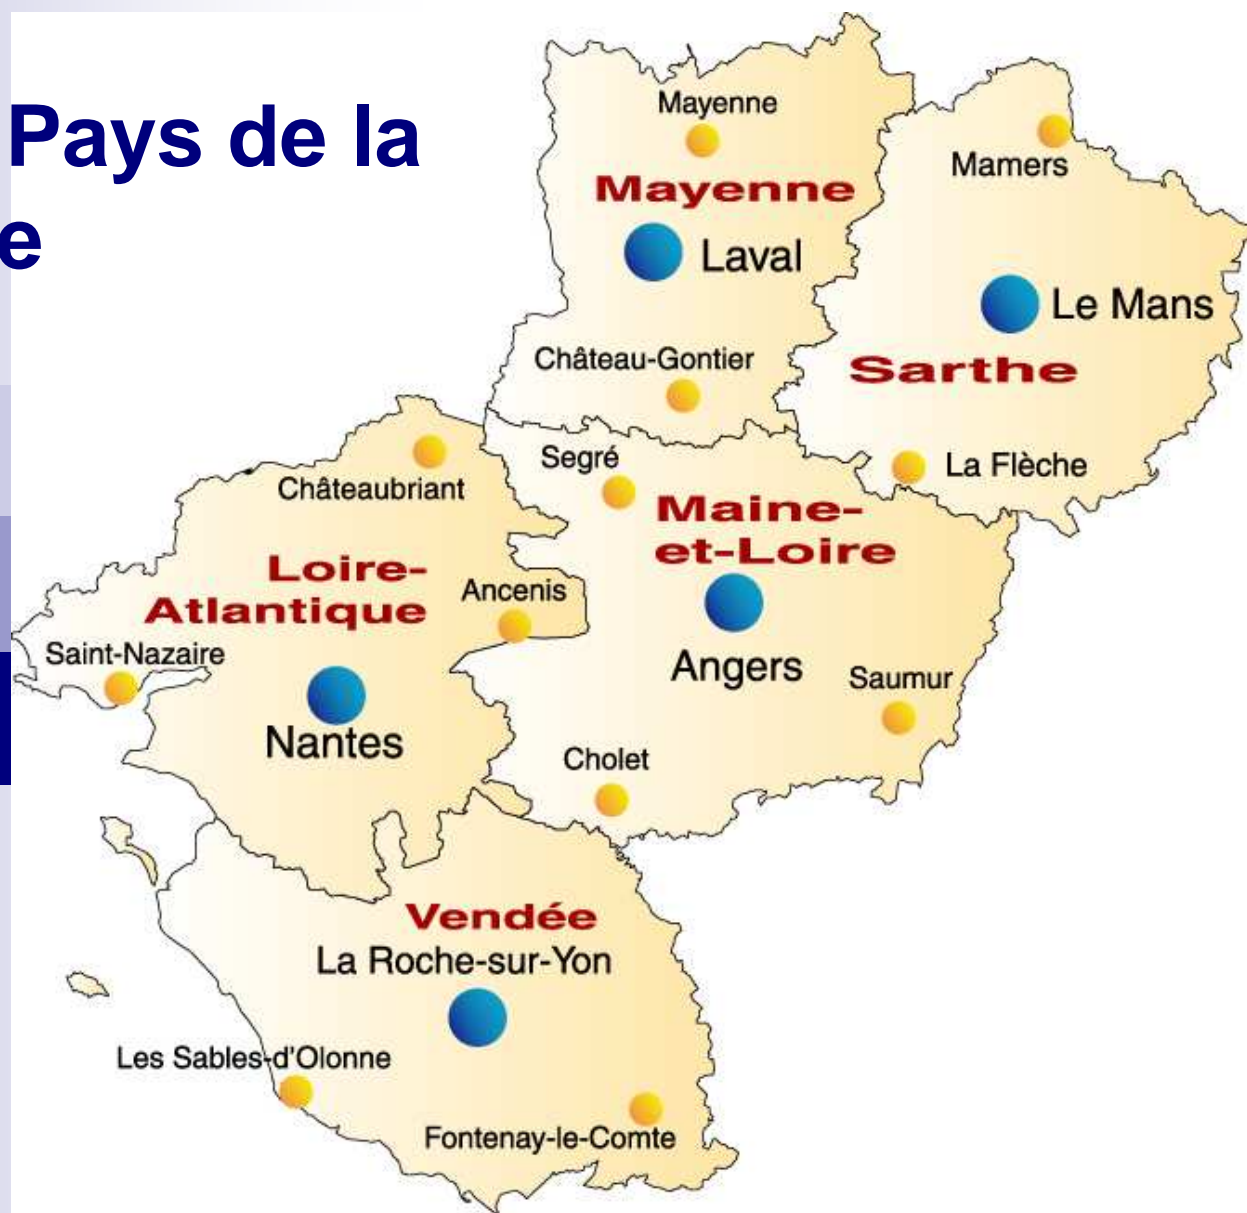 Pays de la
e
Mayenne
Mayenne
Laval
Château-Gontier
Mamers
Le Mans
Sarthe
La Flèche
Châteaubriant
Loire-
Atlantique
Ancenis
Saint-Nazaire
Nantes
Segré
Maine-
et-Loire
Angers
Saumur
Cholet
Vendée
La Roche-sur-Yon
Les Sables-d'Olonne
Fontenay-le-Comte